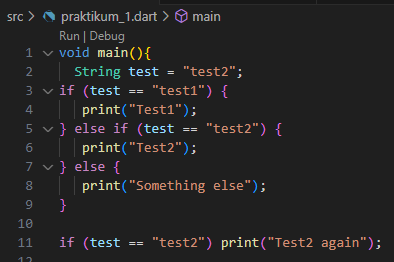 src > praktikum_1.dart > main
Run | Debug
1 void main(){
2   String test = "test2";
3 if (test == "test1") {
4   print("Test1");
5 } else if (test == "test2") {
6   print("Test2");
7 } else {
8   print("Something else");
9 }
10
11 if (test == "test2") print("Test2 again");